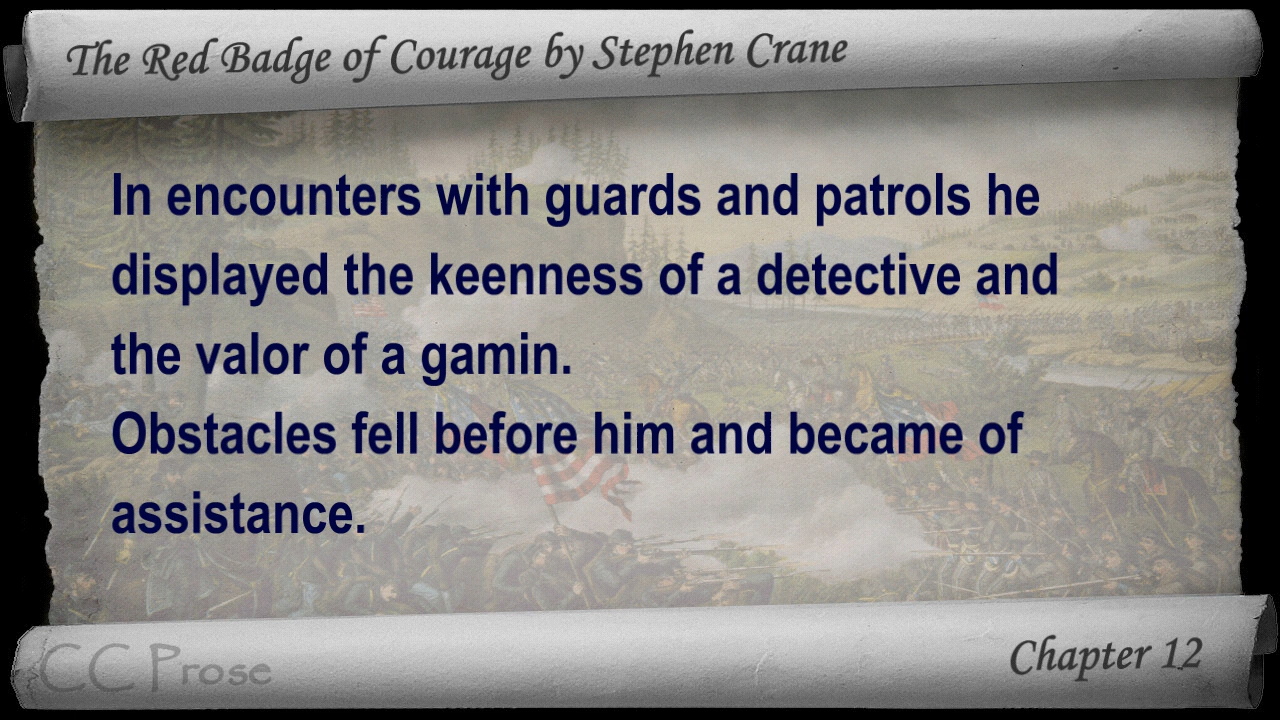 The Red Badge of Courage by Stephen Crane
In encounters with guards and patrols he
displayed the keenness of a detective and
the valor of a gamin.
Obstacles fell before him and became of
assistance.
CC Prose
Chapter 12